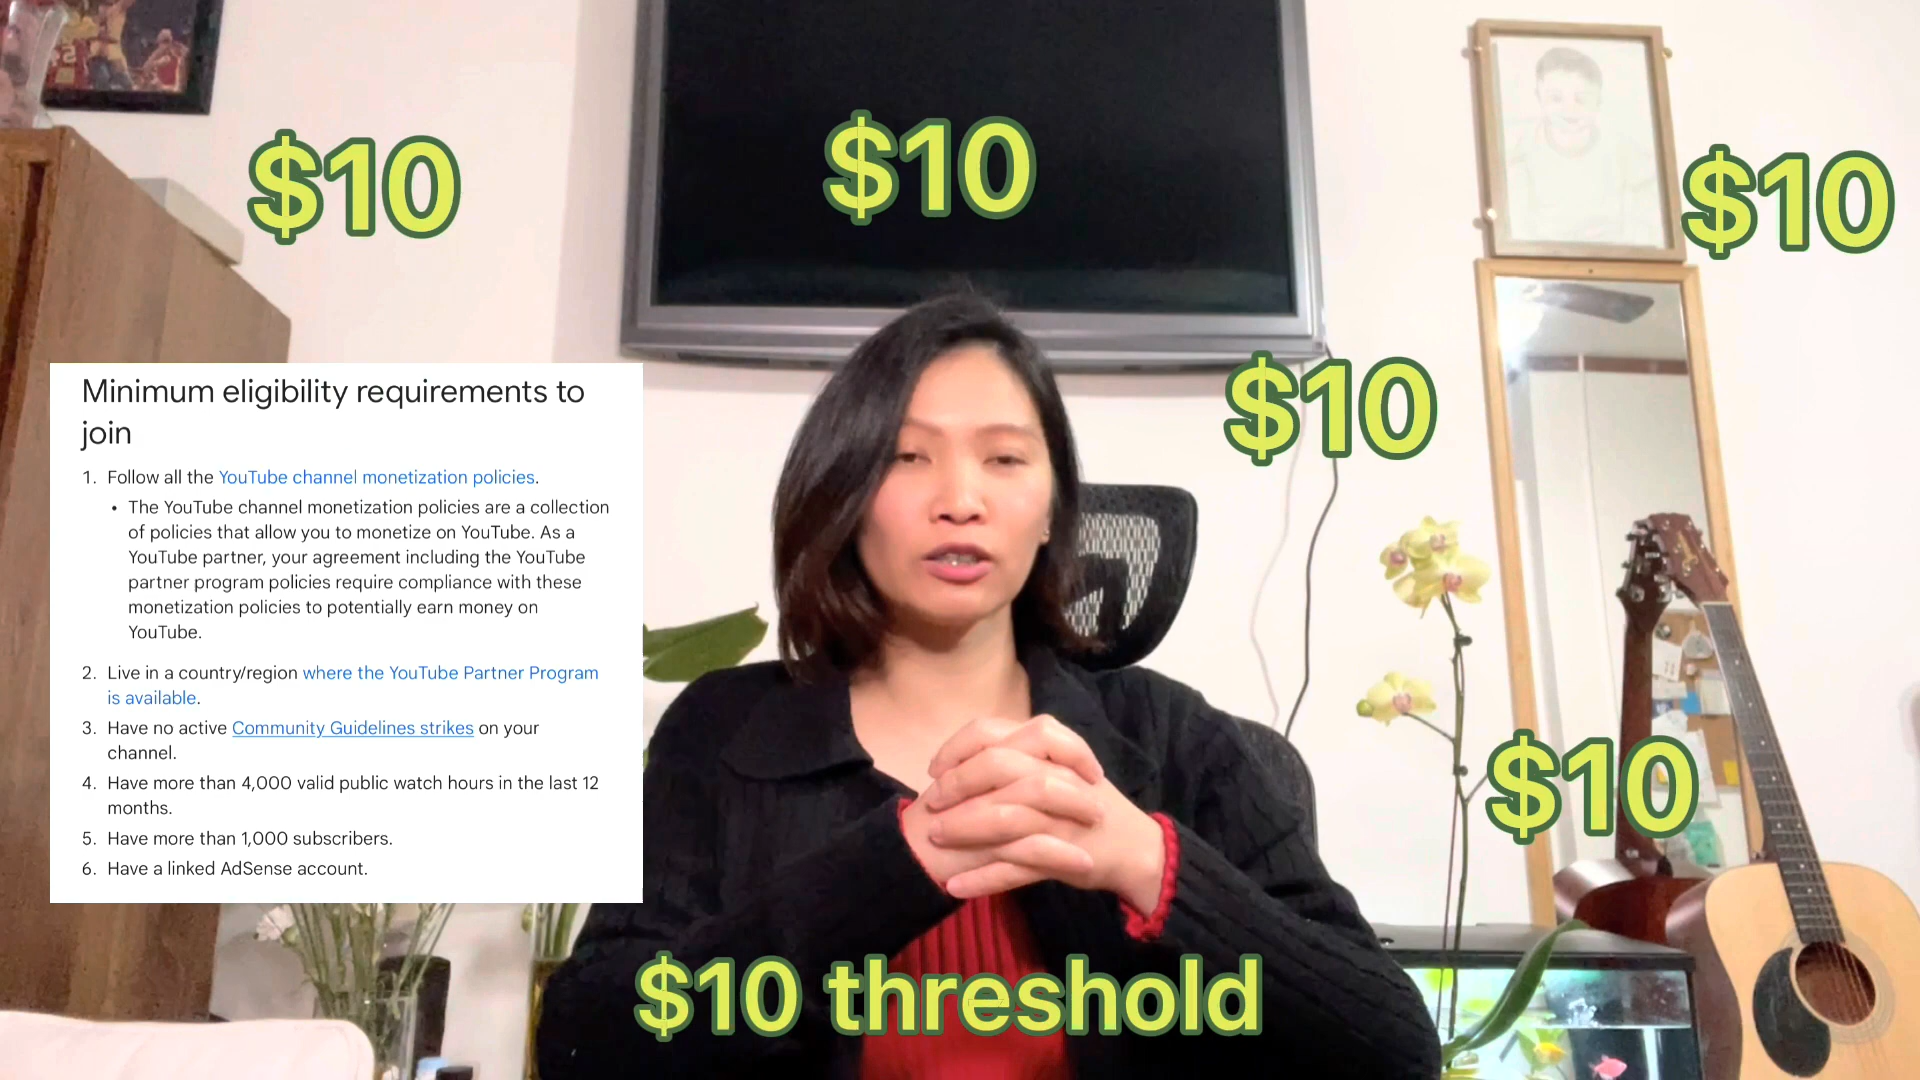 $10
$10
$10
$10
Minimum eligibility requirements to
join
1. Follow all the YouTube channel monetization policies.
• The YouTube channel monetization policies are a collection
of policies that allow you to monetize on YouTube. As a
YouTube partner, your agreement including the YouTube
partner program policies require compliance with these
monetization policies to potentially earn money on
YouTube.
2. Live in a country/region where the YouTube Partner Program
is available.
3. Have no active Community Guidelines strikes on your
channel.
4. Have more than 4,000 valid public watch hours in the last 12
months.
5. Have more than 1,000 subscribers.
6. Have a linked AdSense account.
$10
$10 threshold